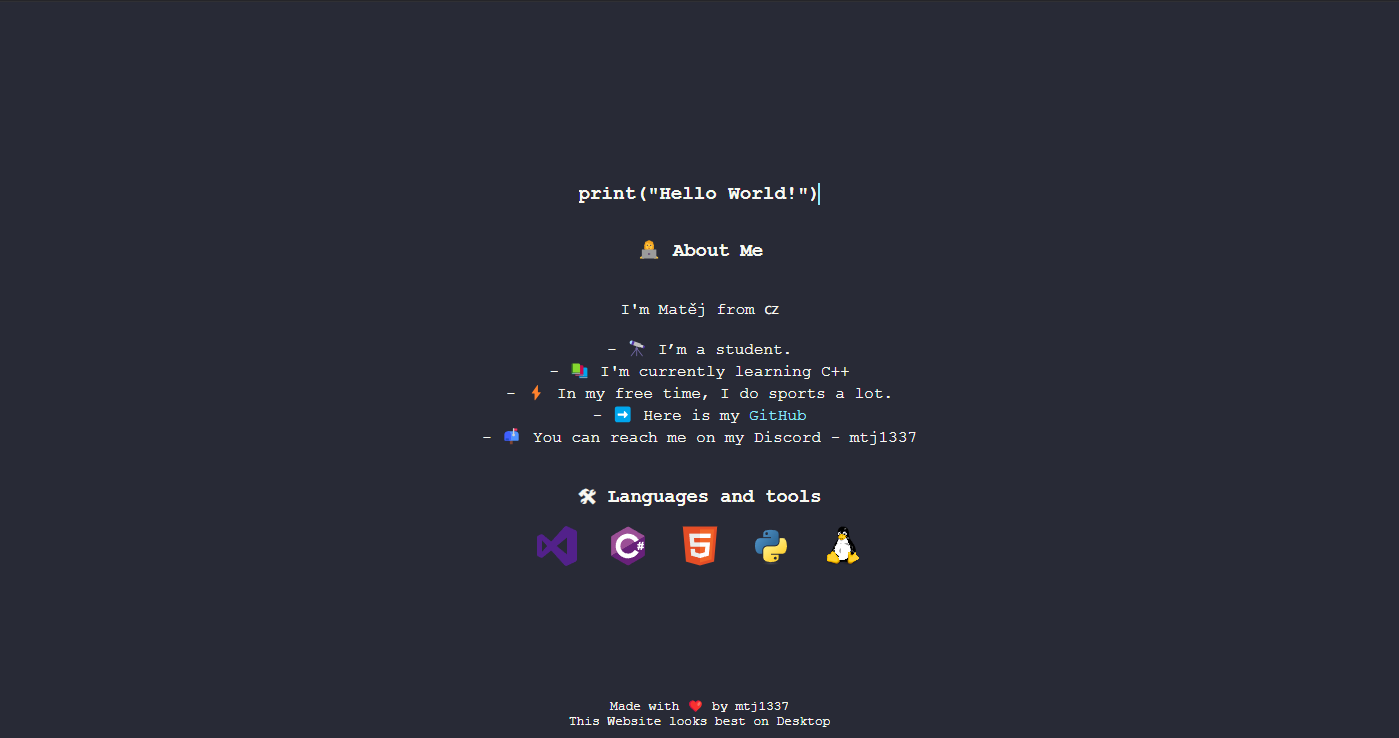 print("Hello World!")
👨‍💻 About Me
I'm Matěj from CZ
- 🔭 I’m a student.
- 📚 I'm currently learning C++
- ⚡ In my free time, I do sports a lot.
- ➡️ Here is my GitHub
- 📫 You can reach me on my Discord - mtj1337
🛠 Languages and tools
C#
5
Made with ❤️ by mtj1337
This Website looks best on Desktop